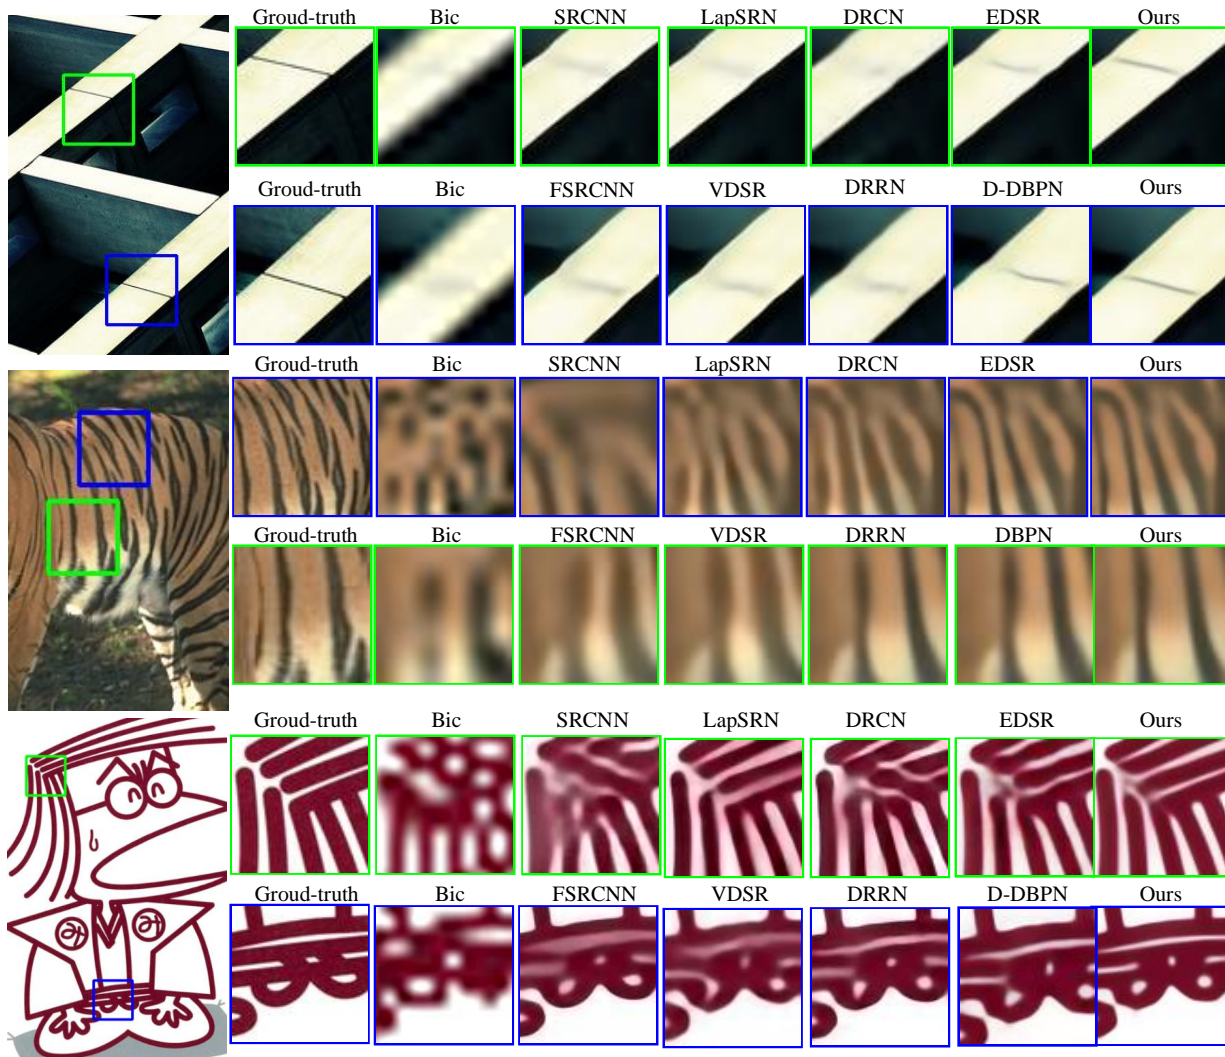 Groud-truth Bic SRCNN LapSRN DRCN EDSR Ours
Groud-truth Bic FSRCNN VDSR DRRN D-DBPN Ours
Groud-truth Bic SRCNN LapSRN DRCN EDSR Ours
Groud-truth Bic FSRCNN VDSR DRRN DBPN Ours
Groud-truth Bic SRCNN LapSRN DRCN EDSR Ours
Groud-truth Bic FSRCNN VDSR DRRN D-DBPN Ours